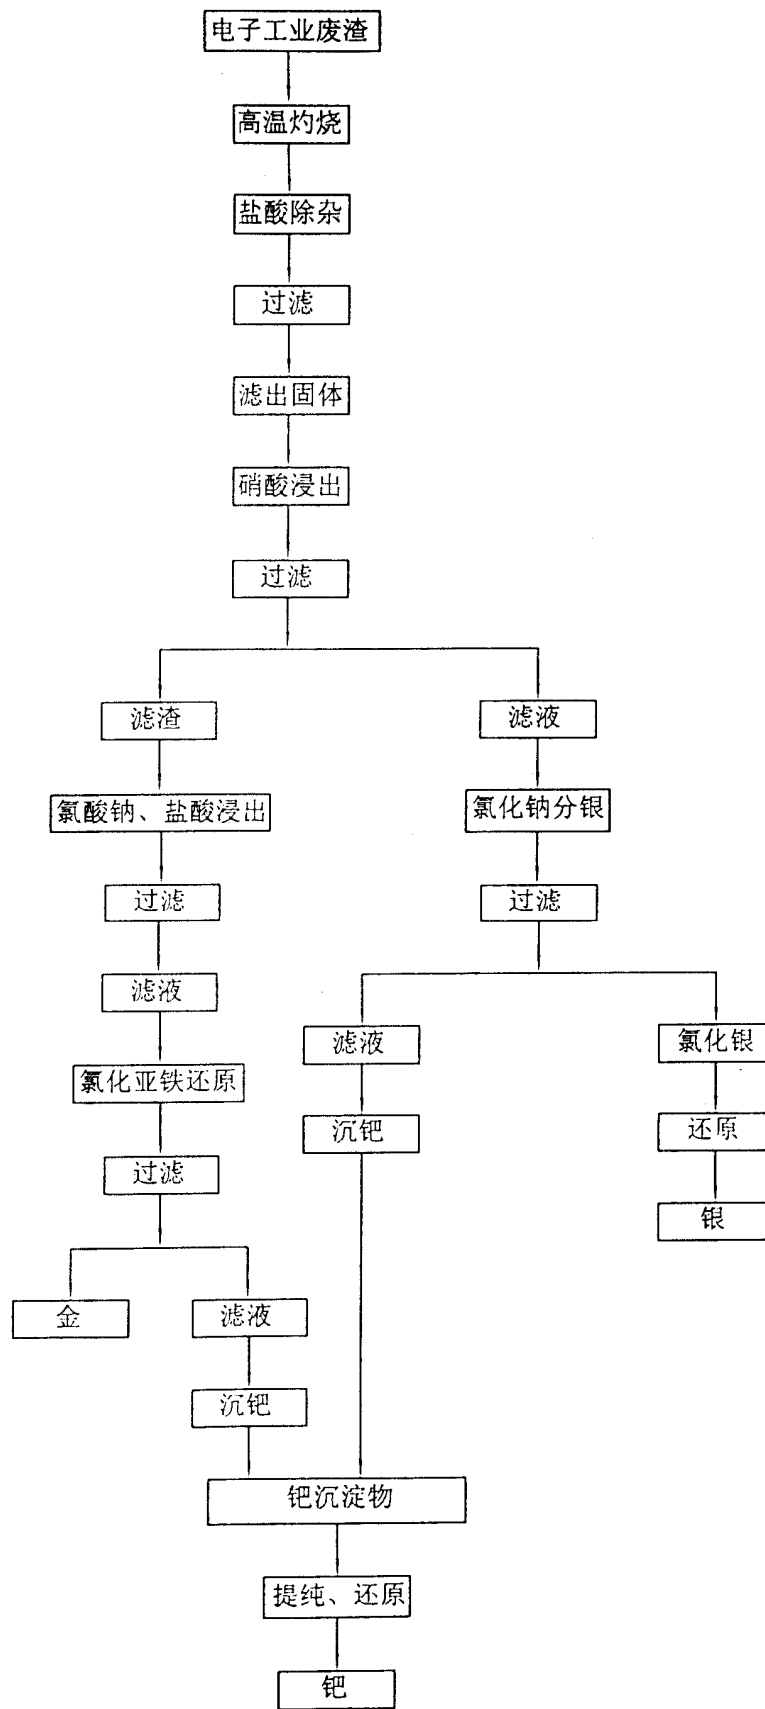 电子工业废渣
高温灼烧
盐酸除杂
过滤
滤出固体
硝酸浸出
过滤
滤渣
滤液
氯酸钠、盐酸浸出
氯化钠分银
过滤
过滤
滤液
滤液
氯化银
氯化亚铁还原
沉钯
还原
过滤
银
金
滤液
沉钯
钯沉淀物
提纯、还原
钯